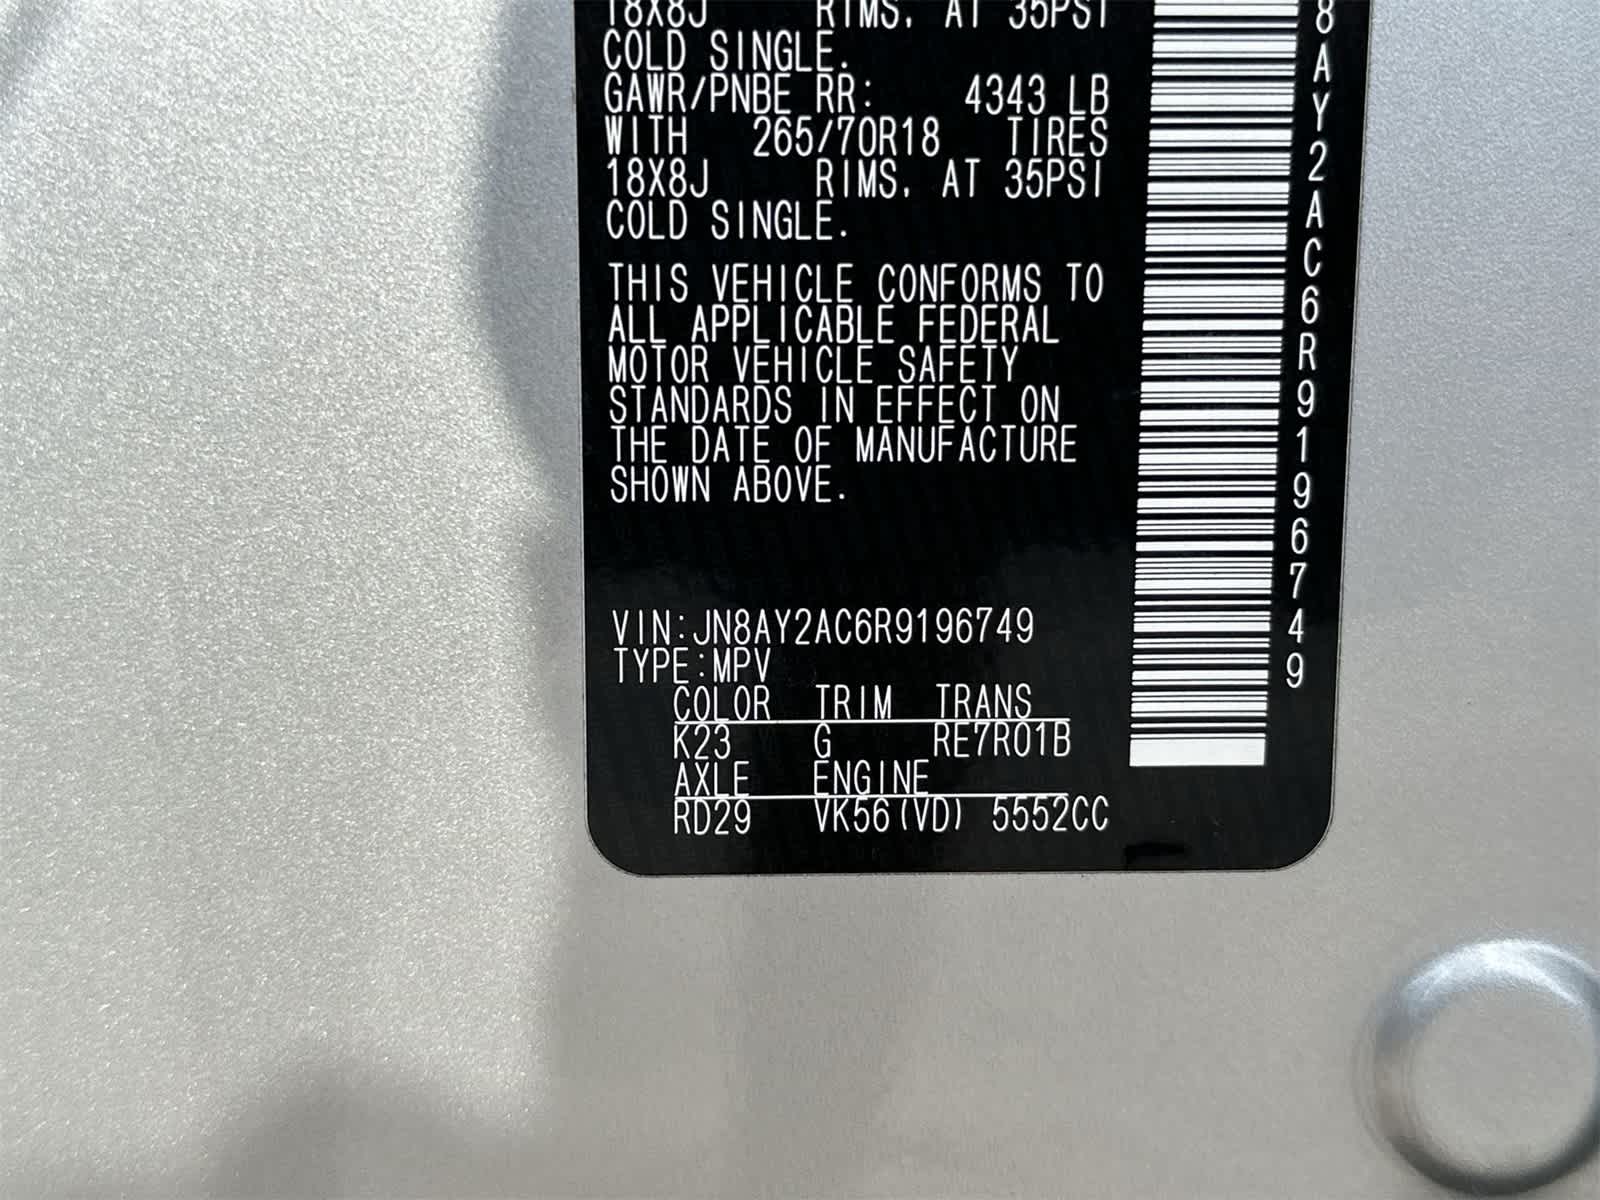 18X8J RIMS. AT 35PSI
COLD SINGLE.
GAWR/PNBE RR: 4343 LB
WITH 265/70R18 TIRES
18X8J RIMS. AT 35PSI
COLD SINGLE.
THIS VEHICLE CONFORMS TO
ALL APPLICABLE FEDERAL
MOTOR VEHICLE SAFETY
STANDARDS IN EFFECT ON
THE DATE OF MANUFACTURE
SHOWN ABOVE.
VIN:JN8AY2AC6R9196749
TYPE:MPV
COLOR TRIM TRANS
K23 G RE7R01B
AXLE ENGINE
RD29 VK56(VD) 5552CC
8AY2AC6R9196749